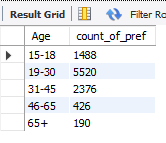 Result Grid Filter Ro
Age count_of_pref
15-18 1488
19-30 5520
31-45 2376
46-65 426
65+ 190